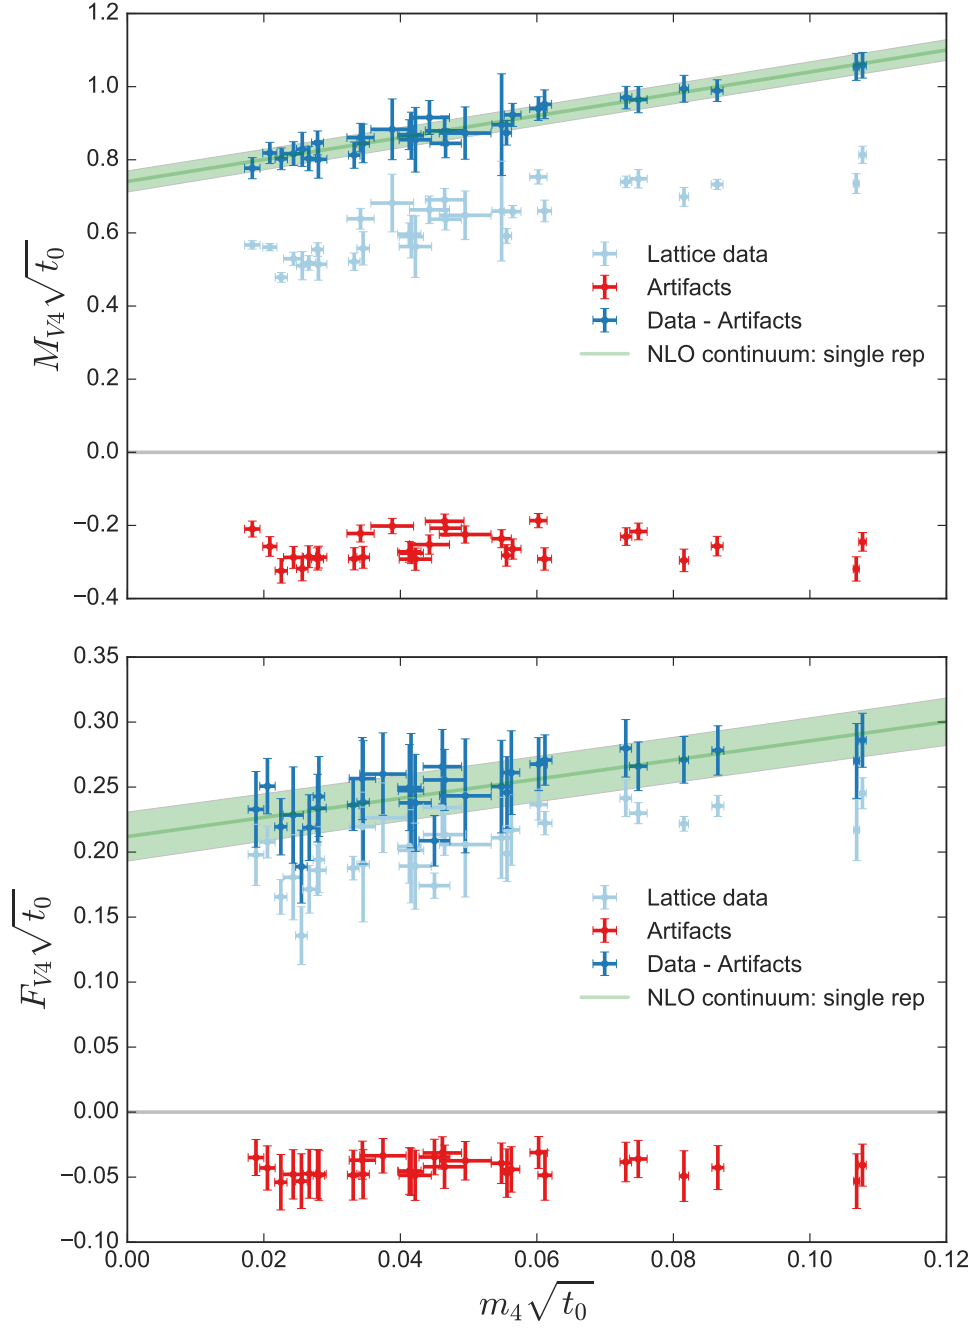 1.2
1.0
0.8
0.6
0.4
0.2
0.0
−0.2
−0.4
M_{V4}√t_0
Lattice data
Artifacts
Data - Artifacts
NLO continuum: single rep
0.35
0.30
0.25
0.20
0.15
0.10
0.05
0.00
−0.05
−0.10
F_{V4}√t_0
Lattice data
Artifacts
Data - Artifacts
NLO continuum: single rep
0.00 0.02 0.04 0.06 0.08 0.10 0.12
m_4√t_0